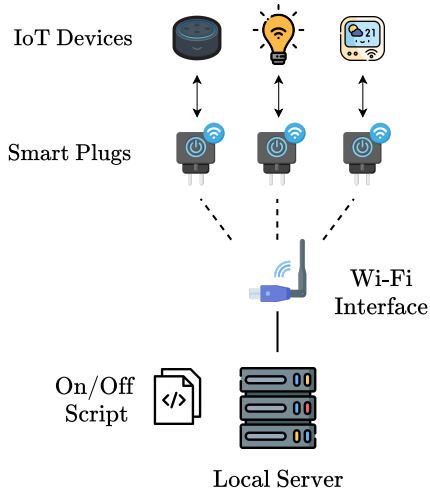 IoT Devices
21
Smart Plugs
Wi-Fi
Interface
On/Off
Script
</>
Local Server